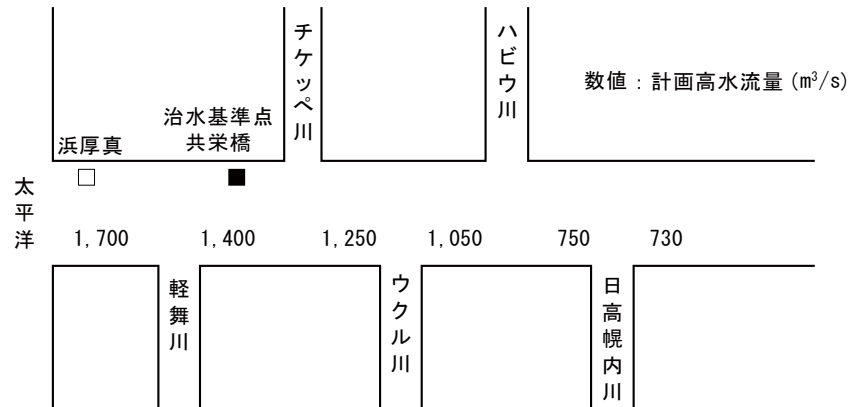 チケッペ川
ハビウ川
数値：計画高水流量 (m³/s)
治水基準点
共栄橋
浜厚真
太平洋
1,700 1,400 1,250 1,050 750 730
軽舞川
ウクル川
日高幌内川